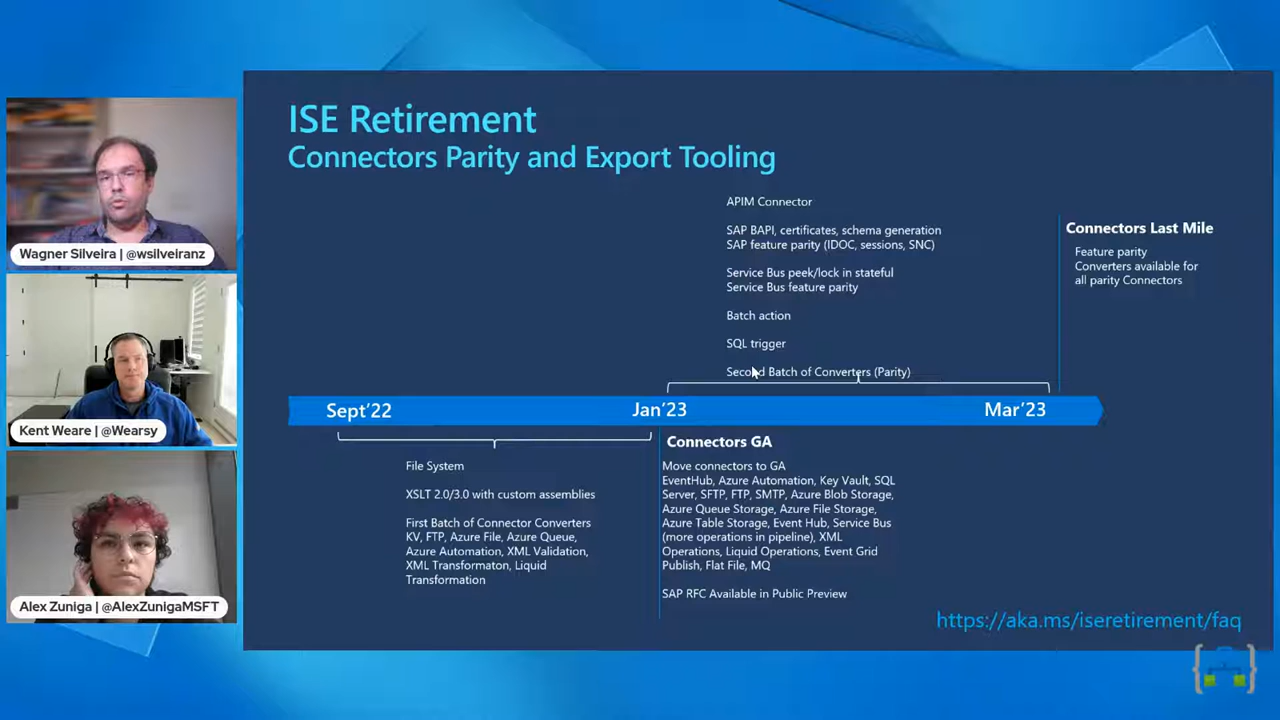 ISE Retirement
Connectors Parity and Export Tooling
Wagner Silveira | @wsilveiranz
Kent Weare | @Wearsy
Alex Zuniga | @AlexZunigaMSFT
APIM Connector
SAP BAPI, certificates, schema generation
SAP feature parity (IDOC, sessions, SNC)
Service Bus peek/lock in stateful
Service Bus feature parity
Batch action
SQL trigger
Second Batch of Converters (Parity)
Connectors Last Mile
Feature parity
Converters available for
all parity Connectors
Sept'22
Jan'23
Mar'23
File System
XSLT 2.0/3.0 with custom assemblies
First Batch of Connector Converters
KV, FTP, Azure File, Azure Queue,
Azure Automation, XML Validation,
XML Transformaton, Liquid
Transformation
Connectors GA
Move connectors to GA
EventHub, Azure Automation, Key Vault, SQL
Server, SFTP, FTP, SMTP, Azure Blob Storage,
Azure Queue Storage, Azure File Storage,
Azure Table Storage, Event Hub, Service Bus
(more operations in pipeline), XML
Operations, Liquid Operations, Event Grid
Publish, Flat File, MQ
SAP RFC Available in Public Preview
https://aka.ms/iseretirement/faq